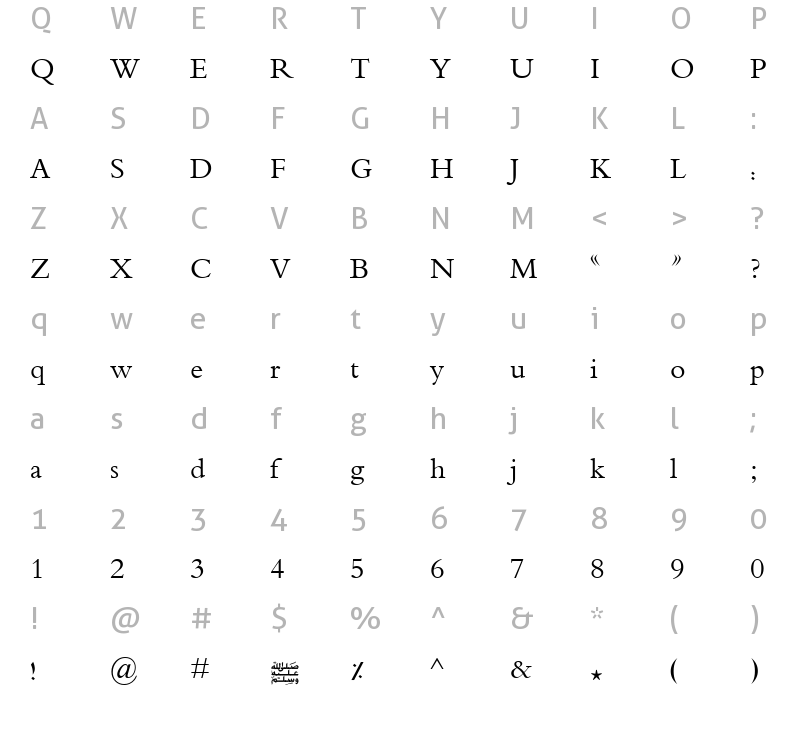 Q W E R T Y U I O P
Q W E R T Y U I O P
A S D F G H J K L :
A S D F G H J K L :
Z X C V B N M < > ?
Z X C V B N M “ ” ?
q w e r t y u i o p
q w e r t y u i o p
a s d f g h j k l ;
a s d f g h j k l ;
1 2 3 4 5 6 7 8 9 0
1 2 3 4 5 6 7 8 9 0
! @ # $ % ^ & * ( )
! @ # صلى الله عليه وسلم ٪ ^ & ٭ ( )